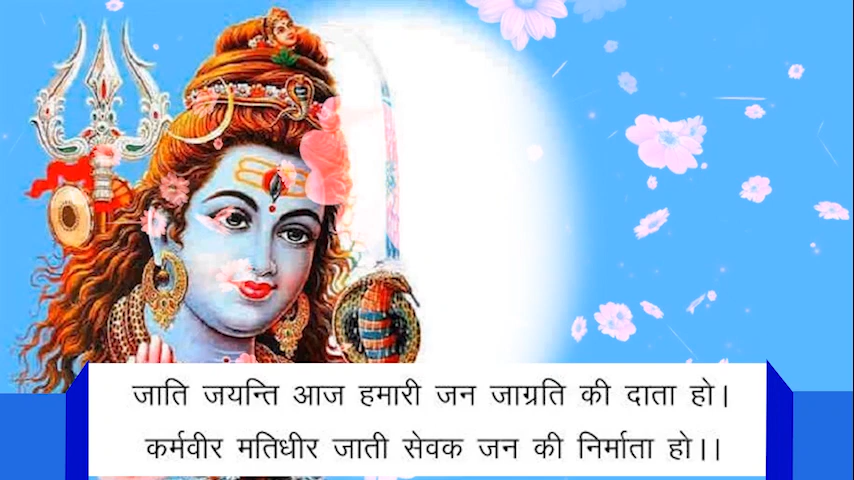 जाति जयन्ति आज हमारी जन जाग्रति की दाता हो।
कर्मवीर मतिधीर जाती सेवक जन की निर्माता हो।।